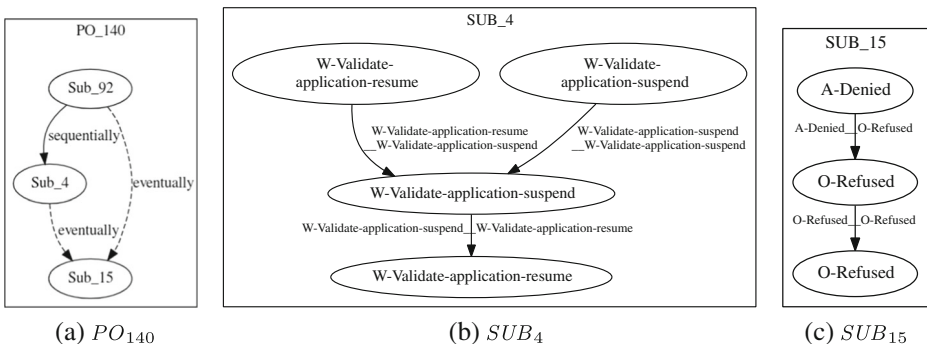 PO_140
Sub_92
sequentially
Sub_4
eventually
eventually
Sub_15
(a) PO140
SUB_4
W-Validate-
application-resume
W-Validate-
application-suspend
W-Validate-application-resume
__W-Validate-application-suspend
W-Validate-application-suspend
__W-Validate-application-suspend
W-Validate-application-suspend
W-Validate-application-suspend__W-Validate-application-resume
W-Validate-application-resume
(b) SUB4
SUB_15
A-Denied
A-Denied__O-Refused
O-Refused
O-Refused__O-Refused
O-Refused
(c) SUB15